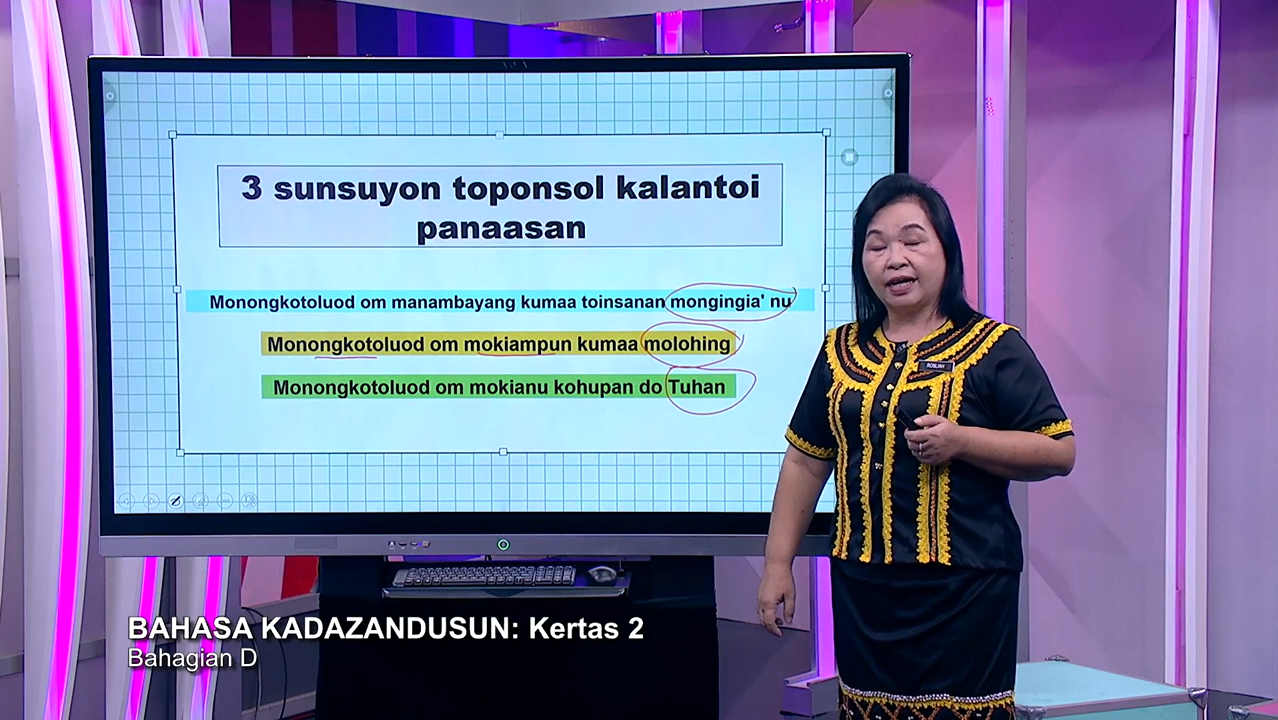 3 sunsuyon toponsol kalantoi
panaasan
Monongkotoluod om manambayang kumaa toinsanan mongingia' nu
Monongkotoluod om mokiampun kumaa molohing
Monongkotoluod om mokianu kohupan do Tuhan
ROSLIAH
BAHASA KADAZANDUSUN: Kertas 2
Bahagian D